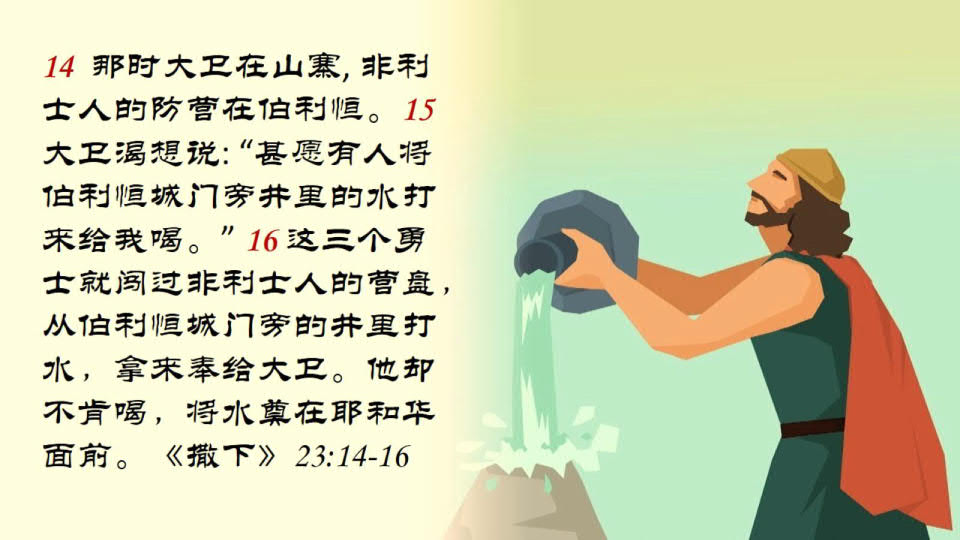 14 那时大卫在山寨, 非利
士人的防营在伯利恒。15
大卫渴想说: “甚愿有人将
伯利恒城门旁井里的水打
来给我喝。” 16 这三个勇
士就闯过非利士人的营盘，
从伯利恒城门旁的井里打
水，拿来奉给大卫。他却
不肯喝，将水奠在耶和华
面前。《撒下》23:14-16